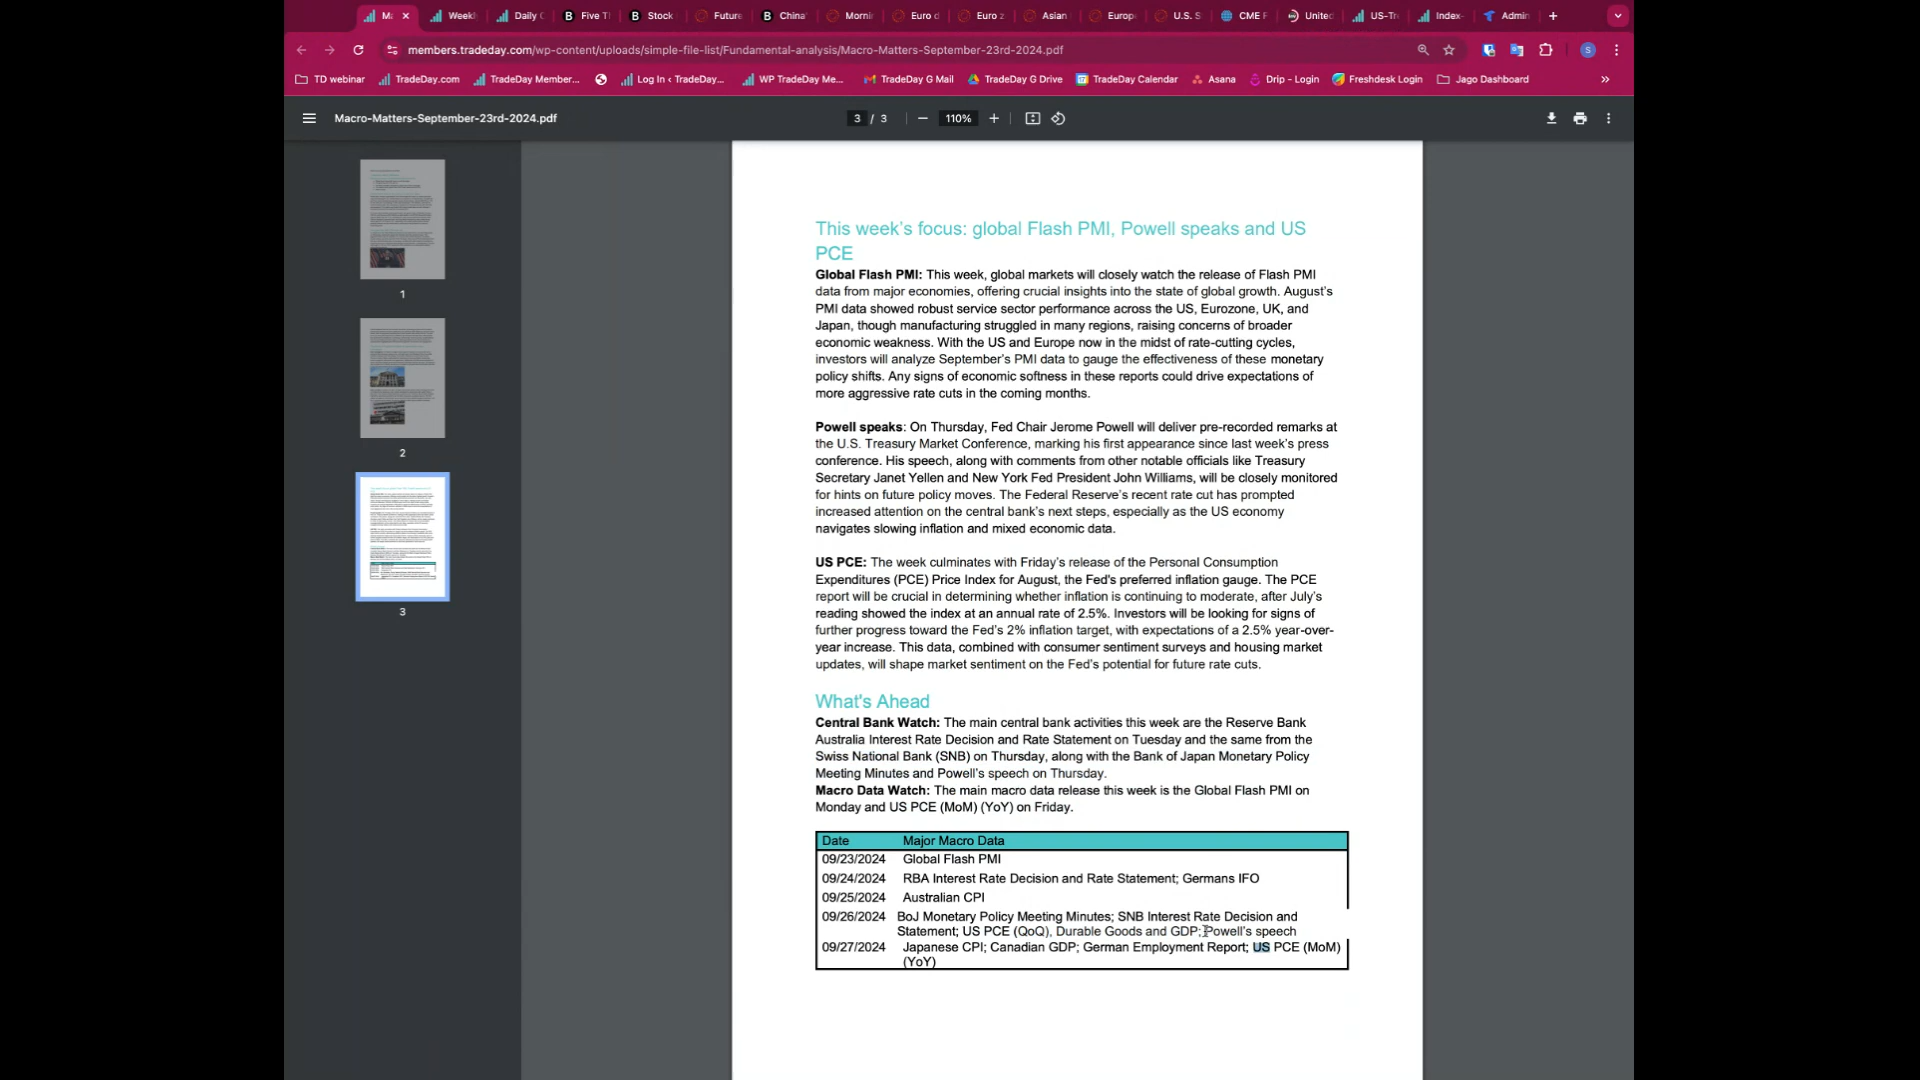 M:
Weekl
Daily C
Five T
Stock
Future
China'
Mornin
Euro d
Euro z
Asian
Europe
U.S. S
CME F
United
US-Tr
Index-
Admin
members.tradeday.com/wp-content/uploads/simple-file-list/Fundamental-analysis/Macro-Matters-September-23rd-2024.pdf
S
TD webinar
TradeDay.com
TradeDay Member...
Log In ‹ TradeDay...
WP TradeDay Me...
TradeDay G Mail
TradeDay G Drive
TradeDay Calendar
Asana
Drip - Login
Freshdesk Login
Jago Dashboard
»
Macro-Matters-September-23rd-2024.pdf
3 / 3
110%
1
2
3
This week's focus: global Flash PMI, Powell speaks and US
PCE
Global Flash PMI: This week, global markets will closely watch the release of Flash PMI
data from major economies, offering crucial insights into the state of global growth. August's
PMI data showed robust service sector performance across the US, Eurozone, UK, and
Japan, though manufacturing struggled in many regions, raising concerns of broader
economic weakness. With the US and Europe now in the midst of rate-cutting cycles,
investors will analyze September's PMI data to gauge the effectiveness of these monetary
policy shifts. Any signs of economic softness in these reports could drive expectations of
more aggressive rate cuts in the coming months.
Powell speaks: On Thursday, Fed Chair Jerome Powell will deliver pre-recorded remarks at
the U.S. Treasury Market Conference, marking his first appearance since last week's press
conference. His speech, along with comments from other notable officials like Treasury
Secretary Janet Yellen and New York Fed President John Williams, will be closely monitored
for hints on future policy moves. The Federal Reserve's recent rate cut has prompted
increased attention on the central bank's next steps, especially as the US economy
navigates slowing inflation and mixed economic data.
US PCE: The week culminates with Friday's release of the Personal Consumption
Expenditures (PCE) Price Index for August, the Fed's preferred inflation gauge. The PCE
report will be crucial in determining whether inflation is continuing to moderate, after July's
reading showed the index at an annual rate of 2.5%. Investors will be looking for signs of
further progress toward the Fed's 2% inflation target, with expectations of a 2.5% year-over-
year increase. This data, combined with consumer sentiment surveys and housing market
updates, will shape market sentiment on the Fed's potential for future rate cuts.
What's Ahead
Central Bank Watch: The main central bank activities this week are the Reserve Bank
Australia Interest Rate Decision and Rate Statement on Tuesday and the same from the
Swiss National Bank (SNB) on Thursday, along with the Bank of Japan Monetary Policy
Meeting Minutes and Powell's speech on Thursday.
Macro Data Watch: The main macro data release this week is the Global Flash PMI on
Monday and US PCE (MoM) (YoY) on Friday.
Date Major Macro Data
09/23/2024 Global Flash PMI
09/24/2024 RBA Interest Rate Decision and Rate Statement; Germans IFO
09/25/2024 Australian CPI
09/26/2024 BoJ Monetary Policy Meeting Minutes; SNB Interest Rate Decision and
Statement; US PCE (QoQ), Durable Goods and GDP; Powell's speech
09/27/2024 Japanese CPI; Canadian GDP; German Employment Report; US PCE (MoM)
(YoY)